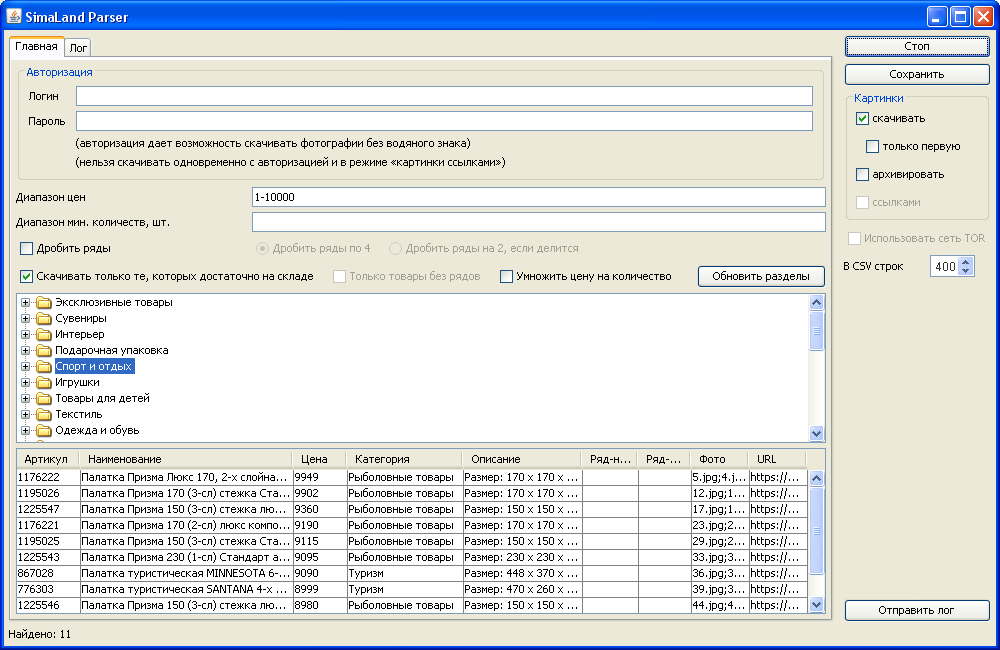 SimaLand Parser
Главная Лог
Стоп
Сохранить
Авторизация
Логин
Пароль
(авторизация дает возможность скачивать фотографии без водяного знака)
(нельзя скачивать одновременно с авторизацией и в режиме «картинки ссылками»)
Картинки
скачивать
только первую
архивировать
ссылками
Использовать сеть TOR
В CSV строк 400
Диапазон цен 1-10000
Диапазон мин. количеств, шт.
Дробить ряды Дробить ряды по 4 Дробить ряды на 2, если делится
Скачивать только те, которых достаточно на складе Только товары без рядов Умножить цену на количество Обновить разделы
Эксклюзивные товары
Сувениры
Интерьер
Подарочная упаковка
Спорт и отдых
Игрушки
Товары для детей
Текстиль
Одежда и обувь
Артикул Наименование Цена Категория Описание Ряд-н... Ряд-... Фото URL
1176222 Палатка Призма Люкс 170, 2-х слойна... 9949 Рыболовные товары Размер: 170 х 170 х ... 5.jpg;4.j... https://...
1195026 Палатка Призма 170 (3-сл) стежка Ста... 9902 Рыболовные товары Размер: 170 х 170 х ... 12.jpg;1... https://...
1225547 Палатка Призма 150 (3-сл) стежка лю... 9360 Рыболовные товары Размер: 150 х 150 х ... 17.jpg;1... https://...
1176221 Палатка Призма 170 (2-сл) люкс компо... 9190 Рыболовные товары Размер: 170 х 170 х ... 23.jpg;2... https://...
1195025 Палатка Призма 150 (3-сл) стежка Ста... 9115 Рыболовные товары Размер: 150 х 150 х ... 29.jpg;2... https://...
1225543 Палатка Призма 230 (1-сл) Стандарт а... 9095 Рыболовные товары Размер: 230 х 230 х ... 33.jpg;3... https://...
867028 Палатка туристическая MINNESOTA 6-... 9090 Туризм Размер: 448 х 370 х ... 36.jpg;3... https://...
776303 Палатка туристическая SANTANA 4-х ... 8999 Туризм Размер: 470 х 260 х ... 39.jpg;3... https://...
1225546 Палатка Призма 150 (3-сл) стежка лю... 8980 Рыболовные товары Размер: 150 х 150 х ... 44.jpg;4... https://...
Отправить лог
Найдено: 11